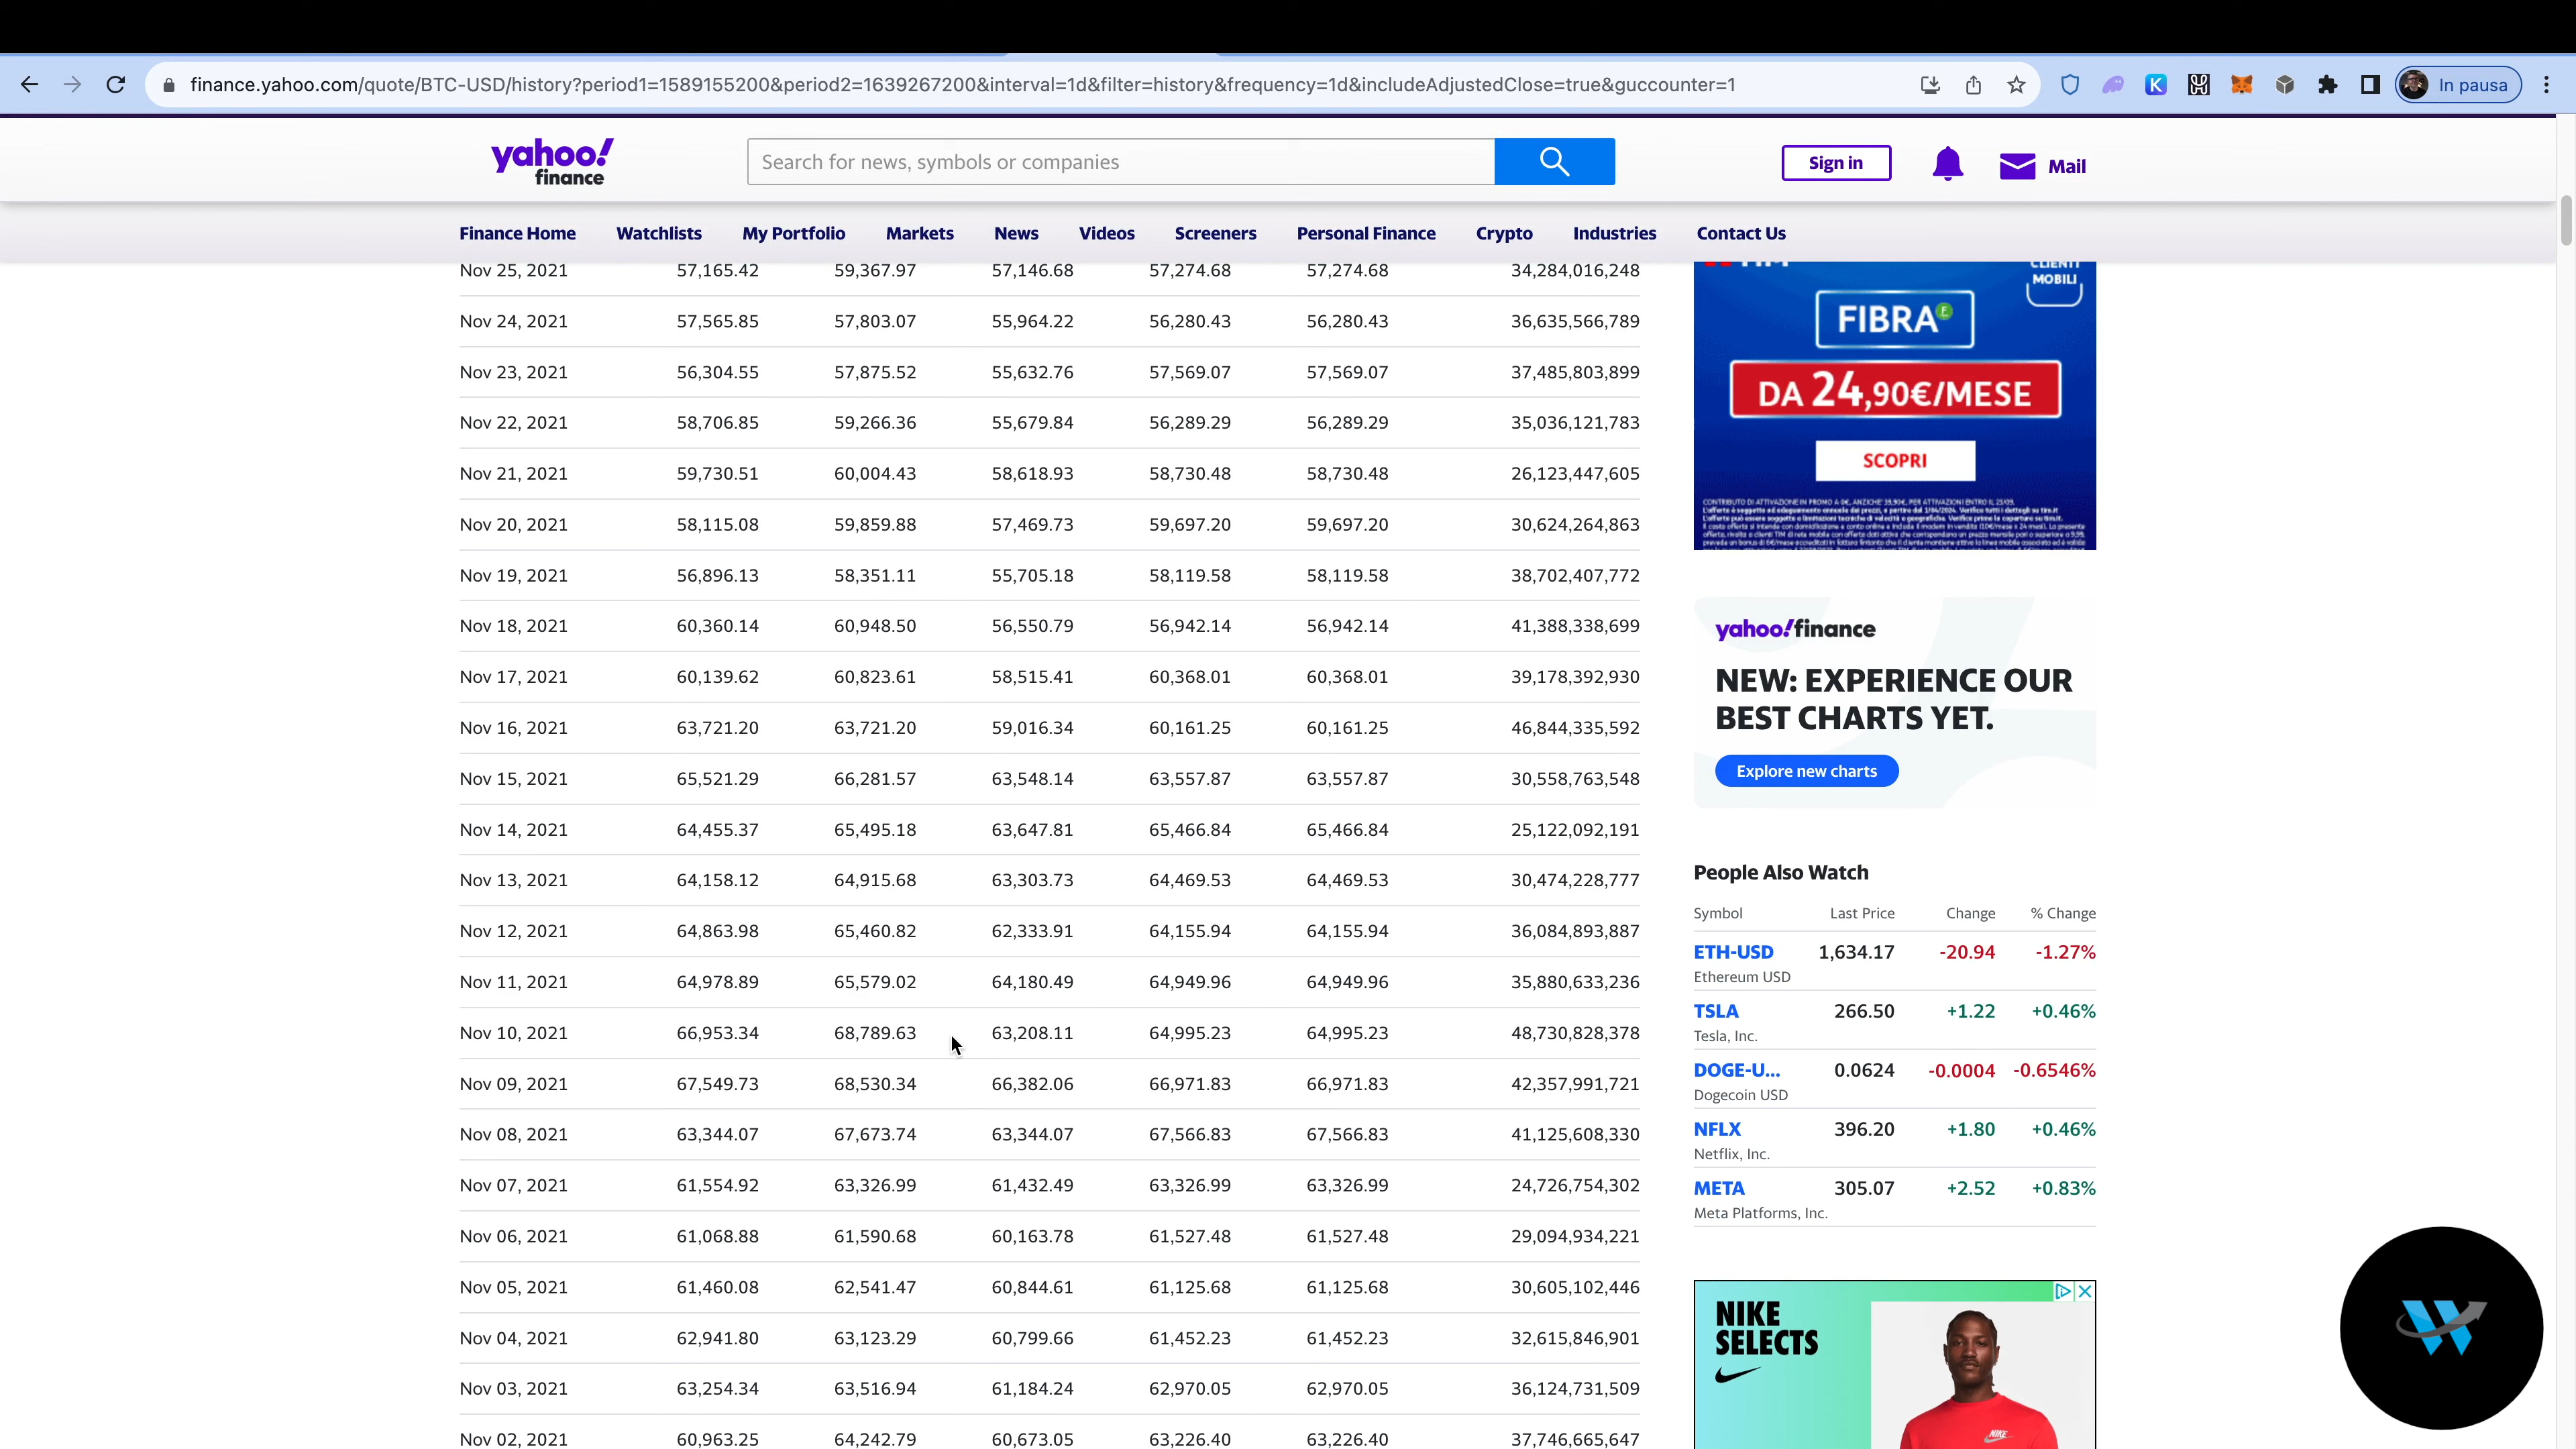 finance.yahoo.com/quote/BTC-USD/history?period1=1589155200&period2=1639267200&interval=1d&filter=history&frequency=1d&includeAdjustedClose=true&guccounter=1
In pausa
yahoo!
finance
Search for news, symbols or companies
Sign in
Mail
Finance Home Watchlists My Portfolio Markets News Videos Screeners Personal Finance Crypto Industries Contact Us
Nov 25, 2021 57,165.42 59,367.97 57,146.68 57,274.68 57,274.68 34,284,016,248
Nov 24, 2021 57,565.85 57,803.07 55,964.22 56,280.43 56,280.43 36,635,566,789
Nov 23, 2021 56,304.55 57,875.52 55,632.76 57,569.07 57,569.07 37,485,803,899
Nov 22, 2021 58,706.85 59,266.36 55,679.84 56,289.29 56,289.29 35,036,121,783
Nov 21, 2021 59,730.51 60,004.43 58,618.93 58,730.48 58,730.48 26,123,447,605
Nov 20, 2021 58,115.08 59,859.88 57,469.73 59,697.20 59,697.20 30,624,264,863
Nov 19, 2021 56,896.13 58,351.11 55,705.18 58,119.58 58,119.58 38,702,407,772
Nov 18, 2021 60,360.14 60,948.50 56,550.79 56,942.14 56,942.14 41,388,338,699
Nov 17, 2021 60,139.62 60,823.61 58,515.41 60,368.01 60,368.01 39,178,392,930
Nov 16, 2021 63,721.20 63,721.20 59,016.34 60,161.25 60,161.25 46,844,335,592
Nov 15, 2021 65,521.29 66,281.57 63,548.14 63,557.87 63,557.87 30,558,763,548
Nov 14, 2021 64,455.37 65,495.18 63,647.81 65,466.84 65,466.84 25,122,092,191
Nov 13, 2021 64,158.12 64,915.68 63,303.73 64,469.53 64,469.53 30,474,228,777
Nov 12, 2021 64,863.98 65,460.82 62,333.91 64,155.94 64,155.94 36,084,893,887
Nov 11, 2021 64,978.89 65,579.02 64,180.49 64,949.96 64,949.96 35,880,633,236
Nov 10, 2021 66,953.34 68,789.63 63,208.11 64,995.23 64,995.23 48,730,828,378
Nov 09, 2021 67,549.73 68,530.34 66,382.06 66,971.83 66,971.83 42,357,991,721
Nov 08, 2021 63,344.07 67,673.74 63,344.07 67,566.83 67,566.83 41,125,608,330
Nov 07, 2021 61,554.92 63,326.99 61,432.49 63,326.99 63,326.99 24,726,754,302
Nov 06, 2021 61,068.88 61,590.68 60,163.78 61,527.48 61,527.48 29,094,934,221
Nov 05, 2021 61,460.08 62,541.47 60,844.61 61,125.68 61,125.68 30,605,102,446
Nov 04, 2021 62,941.80 63,123.29 60,799.66 61,452.23 61,452.23 32,615,846,901
Nov 03, 2021 63,254.34 63,516.94 61,184.24 62,970.05 62,970.05 36,124,731,509
Nov 02, 2021 60,963.25 64,242.79 60,673.05 63,226.40 63,226.40 37,746,665,647
CLIENTI
MOBILI
FIBRA
DA 24,90€/MESE
SCOPRI
yahoo!finance
NEW: EXPERIENCE OUR
BEST CHARTS YET.
Explore new charts
People Also Watch
Symbol Last Price Change % Change
ETH-USD 1,634.17 -20.94 -1.27%
Ethereum USD
TSLA 266.50 +1.22 +0.46%
Tesla, Inc.
DOGE-U... 0.0624 -0.0004 -0.6546%
Dogecoin USD
NFLX 396.20 +1.80 +0.46%
Netflix, Inc.
META 305.07 +2.52 +0.83%
Meta Platforms, Inc.
NIKE
SELECTS
NIKE